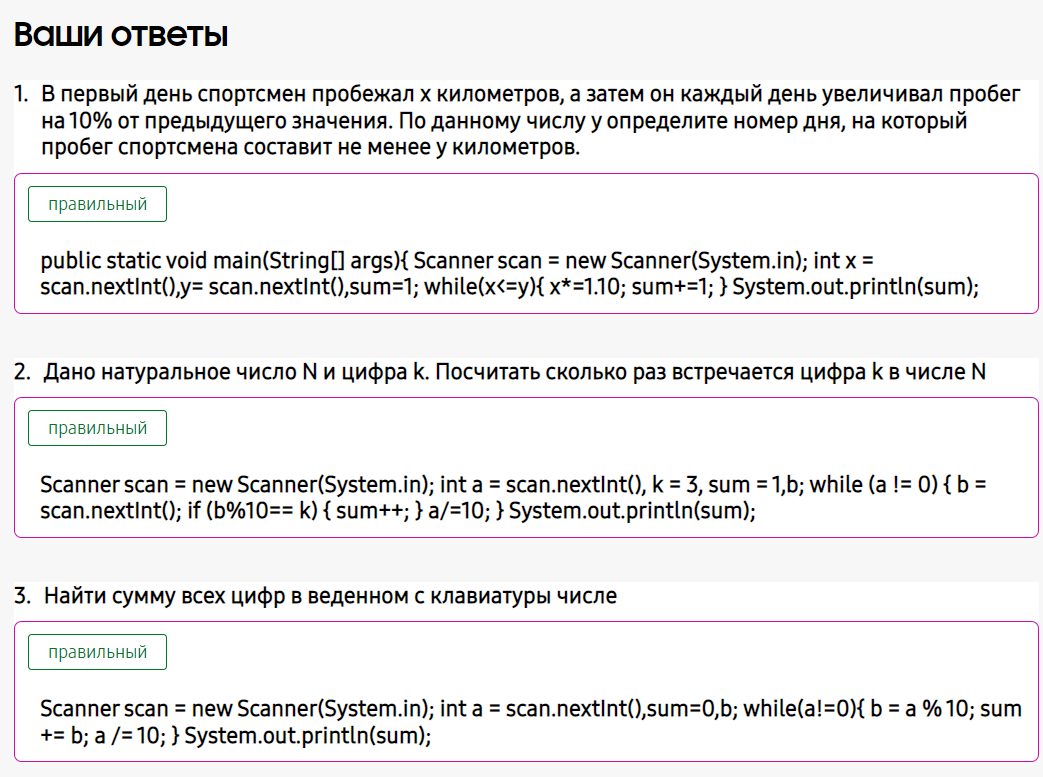 Ваши ответы
1. В первый день спортсмен пробежал x километров, а затем он каждый день увеличивал пробег
на 10% от предыдущего значения. По данному числу y определите номер дня, на который
пробег спортсмена составит не менее y километров.
правильный
public static void main(String[] args){ Scanner scan = new Scanner(System.in); int x =
scan.nextInt(),y= scan.nextInt(),sum=1; while(x<=y){ x*=1.10; sum+=1; } System.out.println(sum);
2. Дано натуральное число N и цифра k. Посчитать сколько раз встречается цифра k в числе N
правильный
Scanner scan = new Scanner(System.in); int a = scan.nextInt(), k = 3, sum = 1,b; while (a != 0) { b =
scan.nextInt(); if (b%10== k) { sum++; } a/=10; } System.out.println(sum);
3. Найти сумму всех цифр в веденном с клавиатуры числе
правильный
Scanner scan = new Scanner(System.in); int a = scan.nextInt(),sum=0,b; while(a!=0){ b = a % 10; sum
+= b; a /= 10; } System.out.println(sum);